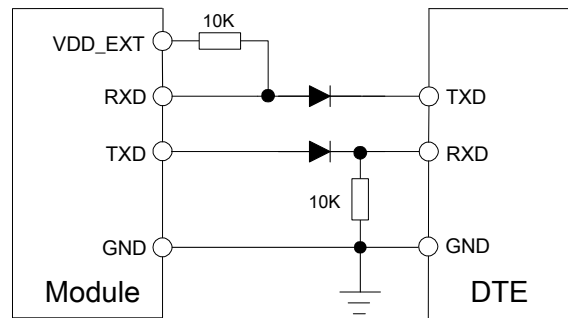 10K
VDD_EXT
RXD
TXD
TXD
RXD
10K
GND
GND
Module
DTE